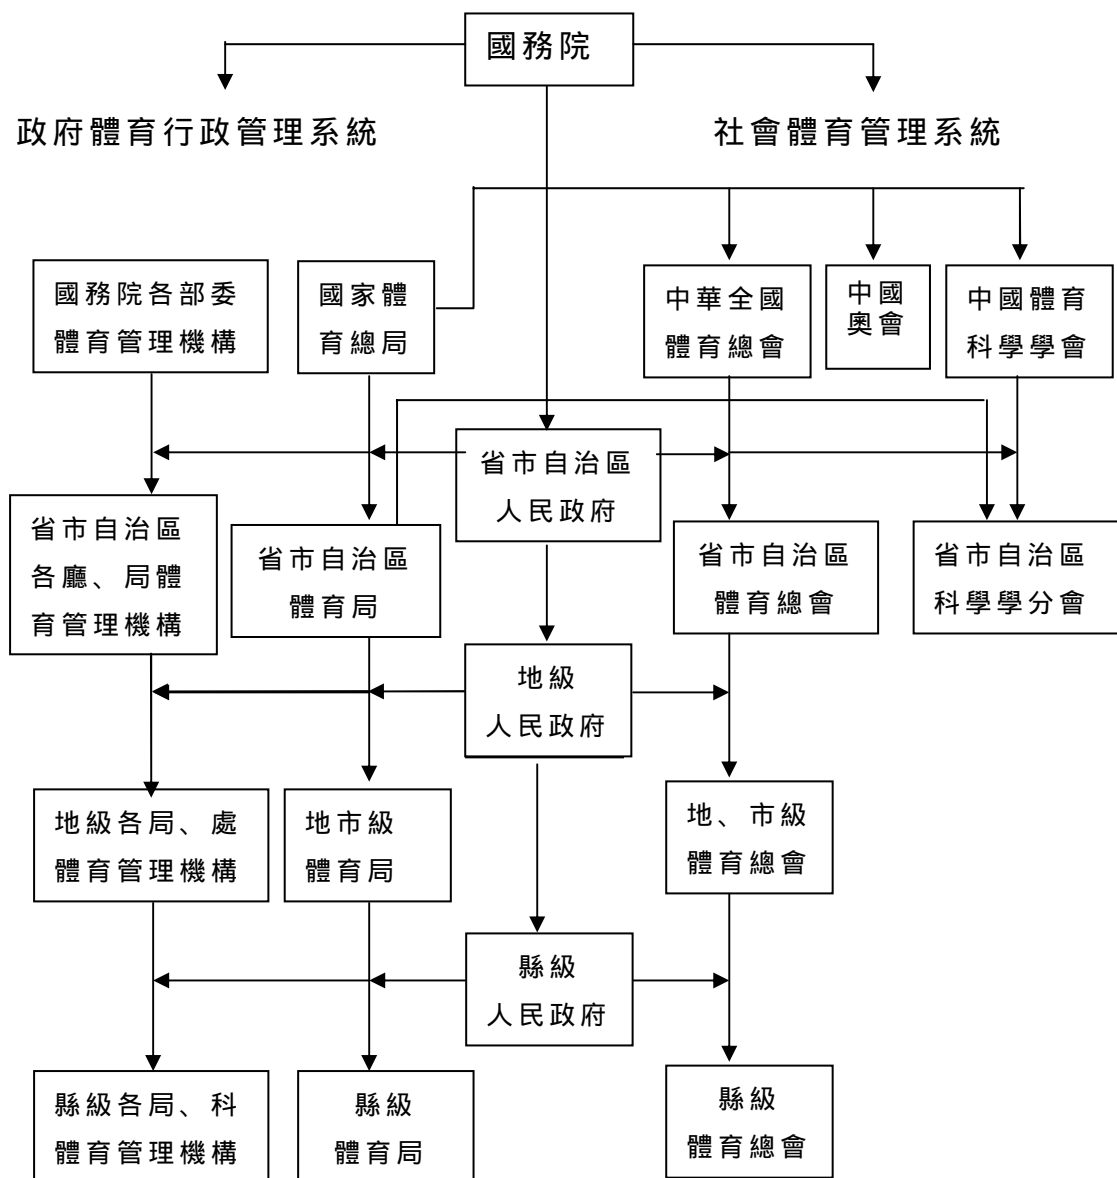 國務院
政府體育行政管理系統
社會體育管理系統
國務院各部委
體育管理機構
國家體
育總局
中華全國
體育總會
中國
奧會
中國體育
科學學會
省市自治區
人民政府
省市自治區
各廳、局體
育管理機構
省市自治區
體育局
省市自治區
體育總會
省市自治區
科學學分會
地級
人民政府
地級各局、處
體育管理機構
地市級
體育局
地、市級
體育總會
縣級
人民政府
縣級各局、科
體育管理機構
縣級
體育局
縣級
體育總會